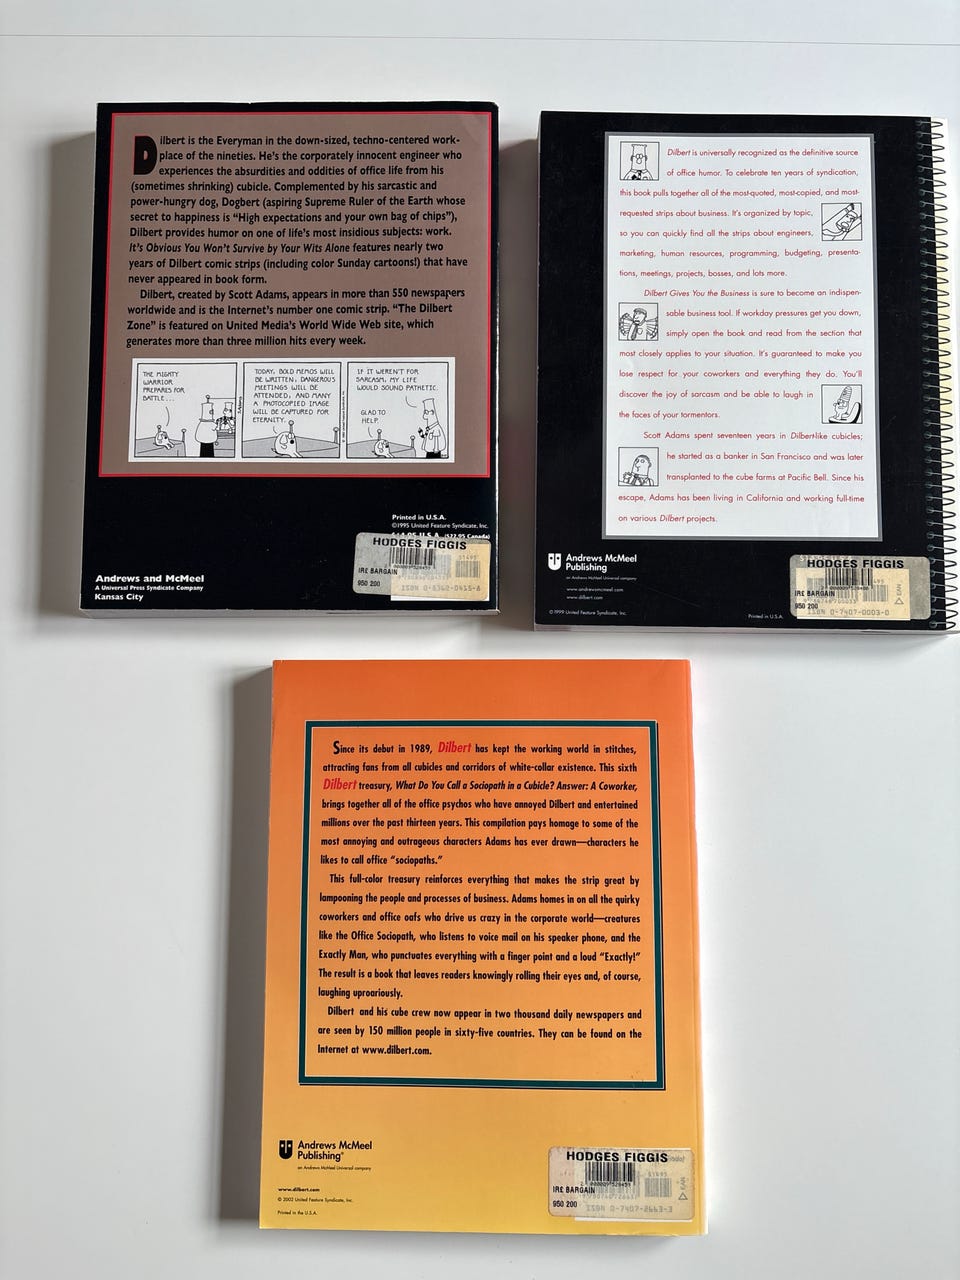 Dilbert is the Everyman in the down-sized, techno-centered work-
place of the nineties. He's the corporately innocent engineer who
experiences the absurdities and oddities of office life from his
(sometimes shrinking) cubicle. Complemented by his sarcastic and
power-hungry dog, Dogbert (aspiring Supreme Ruler of the Earth whose
secret to happiness is "High expectations and your own bag of chips"),
Dilbert provides humor on one of life's most insidious subjects: work.
It's Obvious You Won't Survive by Your Wits Alone features nearly two
years of Dilbert comic strips (including color Sunday cartoons!) that have
never appeared in book form.
Dilbert, created by Scott Adams, appears in more than 550 newspapers
worldwide and is the Internet's number one comic strip. "The Dilbert
Zone" is featured on United Media's World Wide Web site, which
generates more than three million hits every week.
THE MIGHTY
WARRIOR
PREPARES FOR
BATTLE...
TODAY, BOLD MEMOS WILL
BE WRITTEN, DANGEROUS
MEETINGS WILL BE
ATTENDED, AND MANY
A PHOTOCOPIED IMAGE
WILL BE CAPTURED FOR
ETERNITY.
IF IT WEREN'T FOR
SARCASM, MY LIFE
WOULD SOUND PATHETIC.
GLAD TO
HELP.
Printed in U.S.A.
©1995 United Feature Syndicate, Inc.
U.S.A. ($22.95 Canada)
HODGES FIGGIS
IR£ BARGAIN
950 200
ISBN 0-8362-0415-8
Andrews and McMeel
A Universal Press Syndicate Company
Kansas City
Dilbert is universally recognized as the definitive source
of office humor. To celebrate ten years of syndication,
this book pulls together all of the most-quoted, most-copied, and most-
requested strips about business. It's organized by topic,
so you can quickly find all the strips about engineers,
marketing, human resources, programming, budgeting, presenta-
tions, meetings, projects, bosses, and lots more.
Dilbert Gives You the Business is sure to become an indispen-
sable business tool. If workday pressures get you down,
simply open the book and read from the section that
most closely applies to your situation. It's guaranteed to make you
lose respect for your coworkers and everything they do. You'll
discover the joy of sarcasm and be able to laugh in
the faces of your tormentors.
Scott Adams spent seventeen years in Dilbert-like cubicles;
he started as a banker in San Francisco and was later
transplanted to the cube farms at Pacific Bell. Since his
escape, Adams has been living in California and working full-time
on various Dilbert projects.
Andrews McMeel
Publishing
an Andrews McMeel Universal company
www.andrewsmcmeel.com
www.dilbert.com
©1999 United Feature Syndicate, Inc.
Printed in U.S.A.
HODGES FIGGIS
IR£ BARGAIN
950 200
ISBN 0-7407-0003-0
EAN
Since its debut in 1989, Dilbert has kept the working world in stitches,
attracting fans from all cubicles and corridors of white-collar existence. This sixth
Dilbert treasury, What Do You Call a Sociopath in a Cubicle? Answer: A Coworker,
brings together all of the office psychos who have annoyed Dilbert and entertained
millions over the past thirteen years. This compilation pays homage to some of the
most annoying and outrageous characters Adams has ever drawn—characters he
likes to call office "sociopaths."
This full-color treasury reinforces everything that makes the strip great by
lampooning the people and processes of business. Adams homes in on all the quirky
coworkers and office oafs who drive us crazy in the corporate world—creatures
like the Office Sociopath, who listens to voice mail on his speaker phone, and the
Exactly Man, who punctuates everything with a finger point and a loud "Exactly!"
The result is a book that leaves readers knowingly rolling their eyes and, of course,
laughing uproariously.
Dilbert and his cube crew now appear in two thousand daily newspapers and
are seen by 150 million people in sixty-five countries. They can be found on the
Internet at www.dilbert.com.
Andrews McMeel
Publishing®
an Andrews McMeel Universal company
www.dilbert.com
© 2002 United Feature Syndicate, Inc.
Printed in the U.S.A.
HODGES FIGGIS
IR£ BARGAIN
950 200
ISBN 0-7407-2663-3
EAN